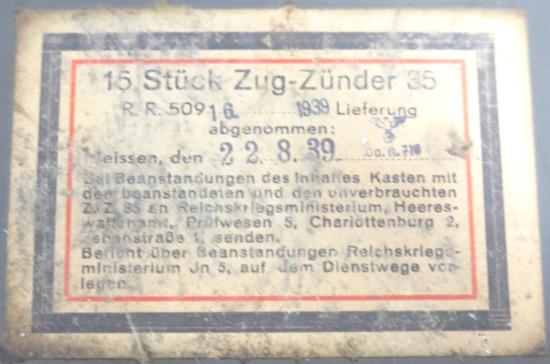 15 Stück Zug-Zünder 35
R. R. 509 16. 1939 Lieferung
abgenommen:
Meissen, den 22.8.39.
Bei Beanstandungen des Inhaltes Kasten mit
den beanstandeten und den unverbrauchten
Z.Z. 35 an Reichskriegsministerium, Heeres-
waffenamt, Prüfwesen 5, Charlottenburg 2,
1, senden.
Bericht über Beanstandungen Reichskriegs-
ministerium Jn 5, auf dem Dienstwege vor-
legen.